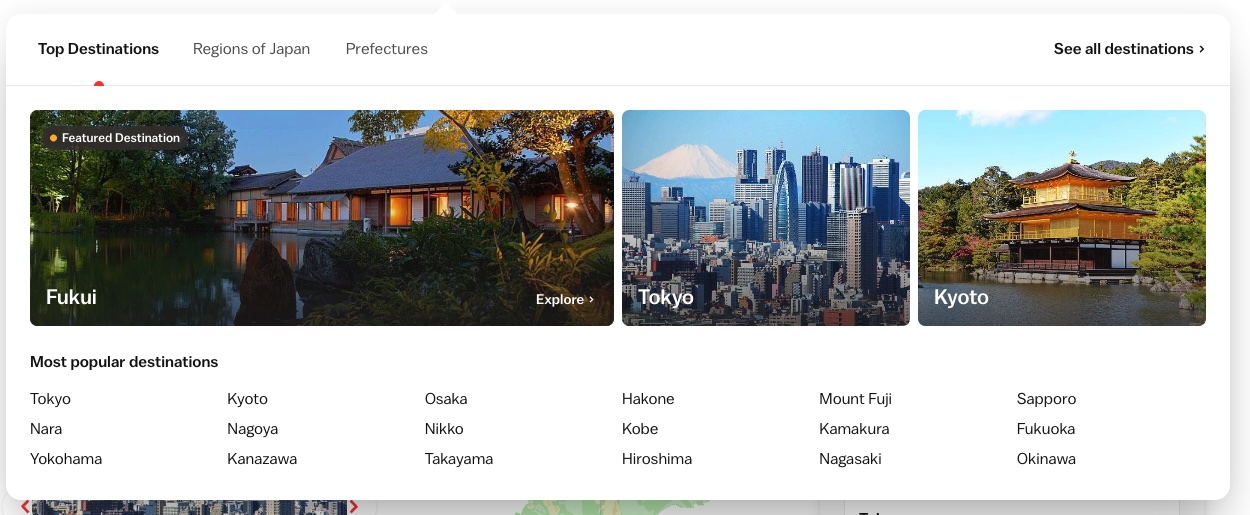 Top Destinations Regions of Japan Prefectures See all destinations ›
Featured Destination
Fukui Explore › Tokyo Kyoto
Most popular destinations
Tokyo Kyoto Osaka Hakone Mount Fuji Sapporo
Nara Nagoya Nikko Kobe Kamakura Fukuoka
Yokohama Kanazawa Takayama Hiroshima Nagasaki Okinawa